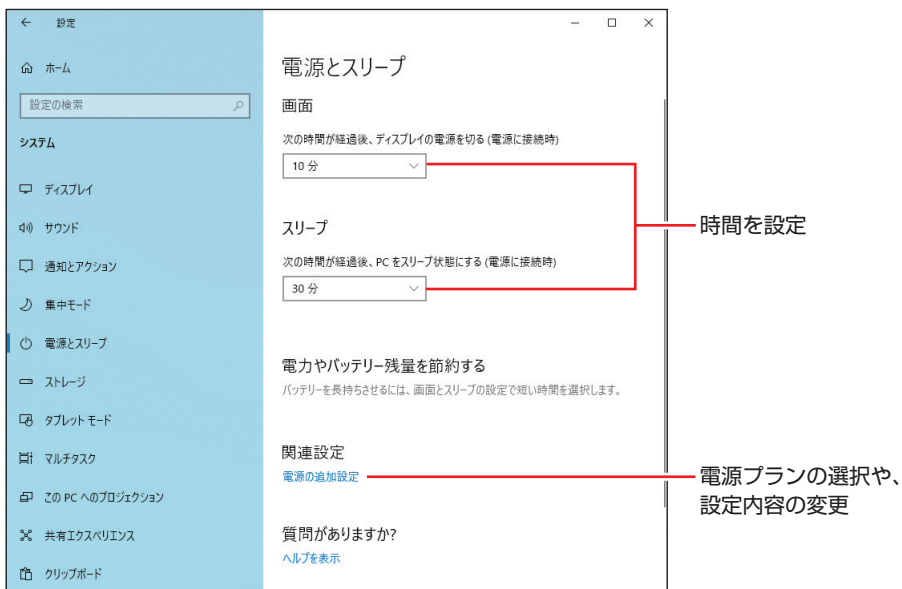 設定
ホーム
設定の検索
システム
ディスプレイ
サウンド
通知とアクション
集中モード
電源とスリープ
ストレージ
タブレット モード
マルチタスク
この PC へのプロジェクション
共有エクスペリエンス
クリップボード
電源とスリープ
画面
次の時間が経過後、ディスプレイの電源を切る (電源に接続時)
10 分
スリープ
次の時間が経過後、PC をスリープ状態にする (電源に接続時)
30 分
電力やバッテリー残量を節約する
バッテリーを長持ちさせるには、画面とスリープの設定で短い時間を選択します。
関連設定
電源の追加設定
質問がありますか?
ヘルプを表示
時間を設定
電源プランの選択や、
設定内容の変更